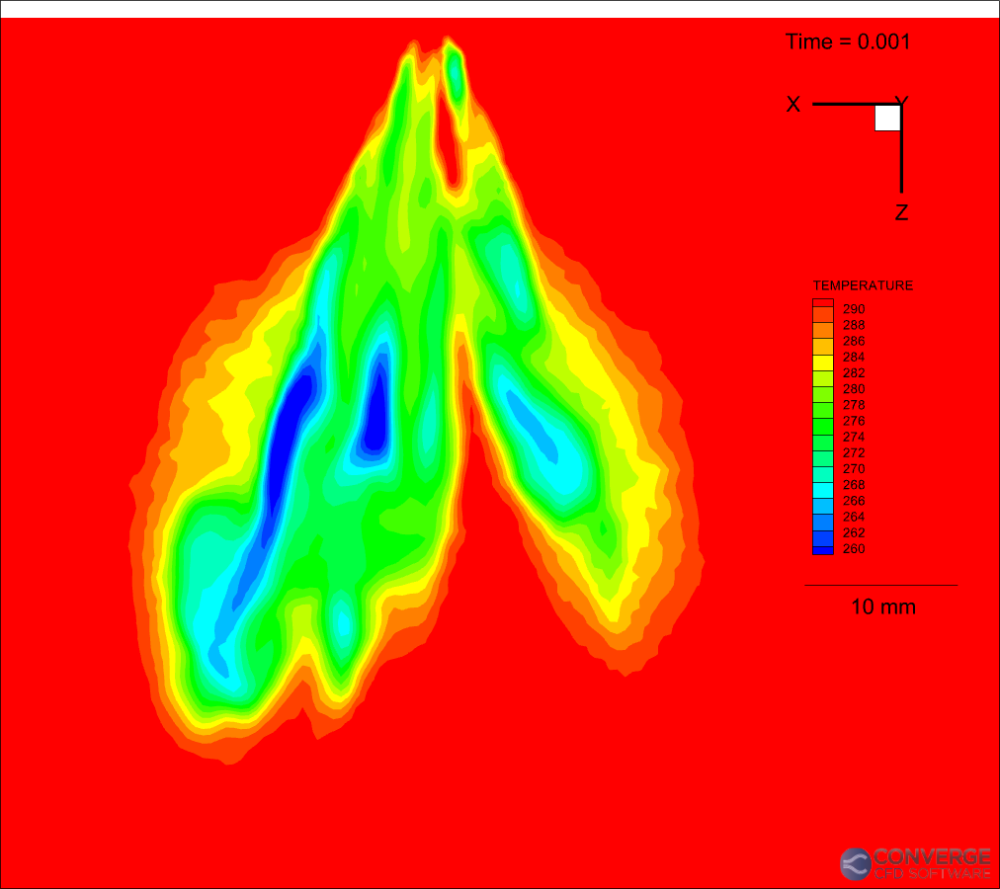 Time = 0.001
X
Y
Z
TEMPERATURE
290
288
286
284
282
280
278
276
274
272
270
268
266
264
262
260
10 mm
CONVERGE
CFD SOFTWARE